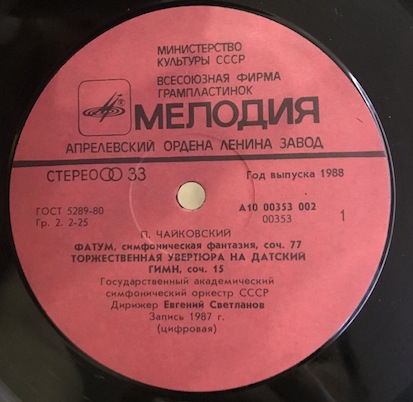 МИНИСТЕРСТВО
КУЛЬТУРЫ СССР
ВСЕСОЮЗНАЯ ФИРМА
ГРАМПЛАСТИНОК
МЕЛОДИЯ
АПРЕЛЕВСКИЙ ОРДЕНА ЛЕНИНА ЗАВОД
СТЕРЕО 33
Год выпуска 1988
ГОСТ 5289-80
Гр. 2. 2-25
А10 00353 002
00353
1
П. ЧАЙКОВСКИЙ
ФАТУМ, симфоническая фантазия, соч. 77
ТОРЖЕСТВЕННАЯ УВЕРТЮРА НА ДАТСКИЙ
ГИМН, соч. 15
Государственный академический
симфонический оркестр СССР
Дирижер Евгений Светланов
Запись 1987 г.
(цифровая)